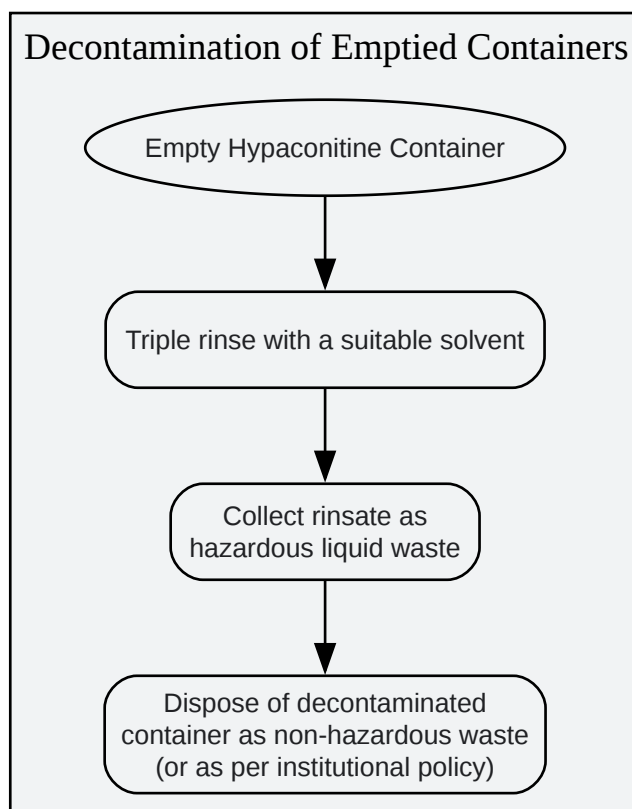 Decontamination of Emptied Containers
Empty Hypaconitine Container
Triple rinse with a suitable solvent
Collect rinsate as
hazardous liquid waste
Dispose of decontaminated
container as non-hazardous waste
(or as per institutional policy)